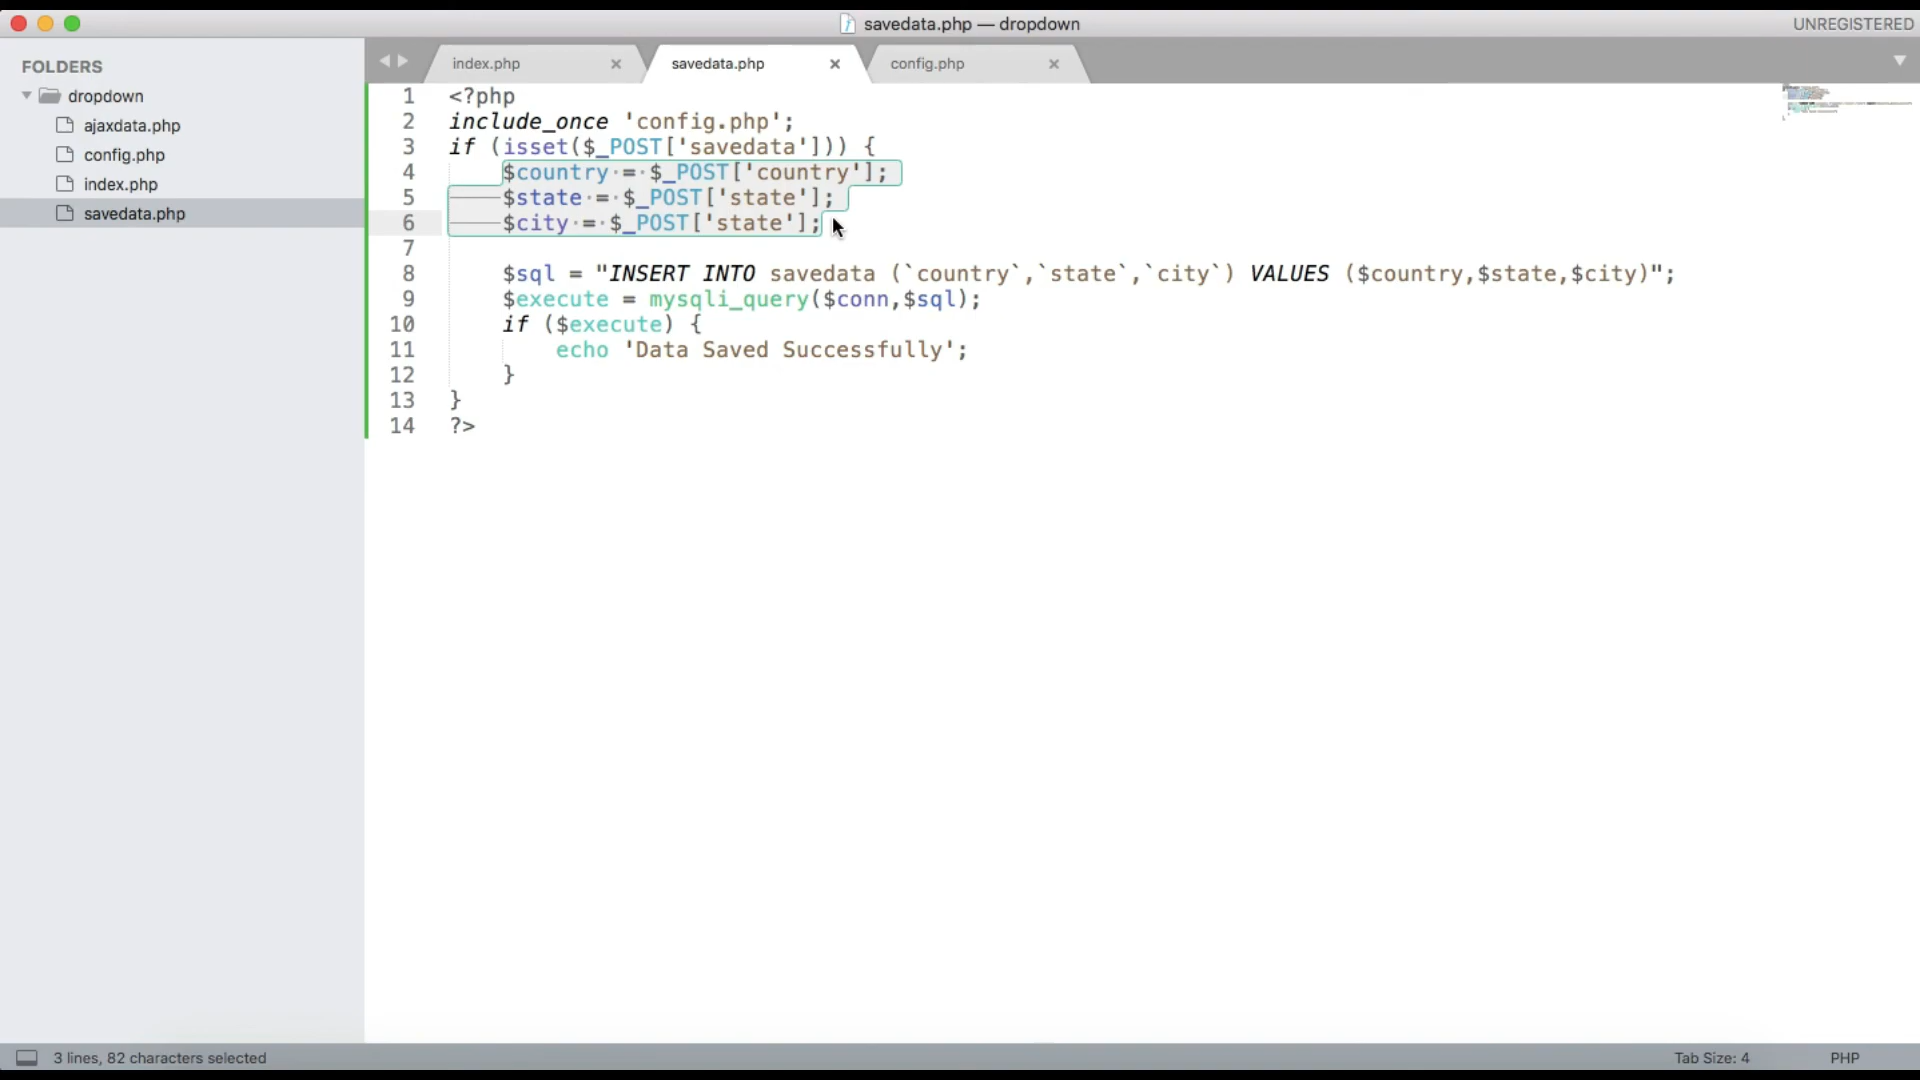 savedata.php — dropdown
UNREGISTERED
FOLDERS
dropdown
ajaxdata.php
config.php
index.php
savedata.php
index.php
savedata.php
config.php
1 <?php
2 include_once 'config.php';
3 if (isset($_POST['savedata'])) {
4 $country = $_POST['country'];
5 $state = $_POST['state'];
6 $city = $_POST['state'];
7
8 $sql = "INSERT INTO savedata (`country`,`state`,`city`) VALUES ($country,$state,$city)";
9 $execute = mysqli_query($conn,$sql);
10 if ($execute) {
11 echo 'Data Saved Successfully';
12 }
13 }
14 ?>
3 lines, 82 characters selected
Tab Size: 4
PHP